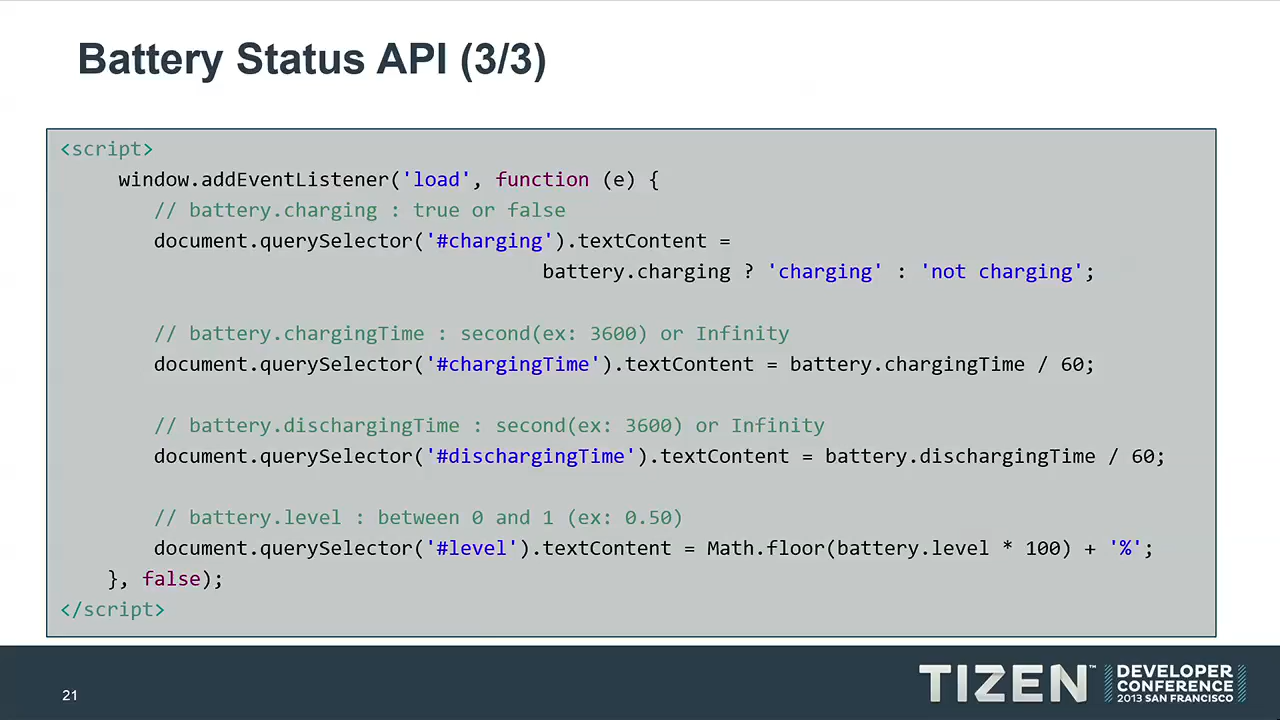 Battery Status API (3/3)
<script>
window.addEventListener('load', function (e) {
// battery.charging : true or false
document.querySelector('#charging').textContent =
battery.charging ? 'charging' : 'not charging';
// battery.chargingTime : second(ex: 3600) or Infinity
document.querySelector('#chargingTime').textContent = battery.chargingTime / 60;
// battery.dischargingTime : second(ex: 3600) or Infinity
document.querySelector('#dischargingTime').textContent = battery.dischargingTime / 60;
// battery.level : between 0 and 1 (ex: 0.50)
document.querySelector('#level').textContent = Math.floor(battery.level * 100) + '%';
}, false);
</script>
21
TIZEN™
DEVELOPER
CONFERENCE
2013 SAN FRANCISCO